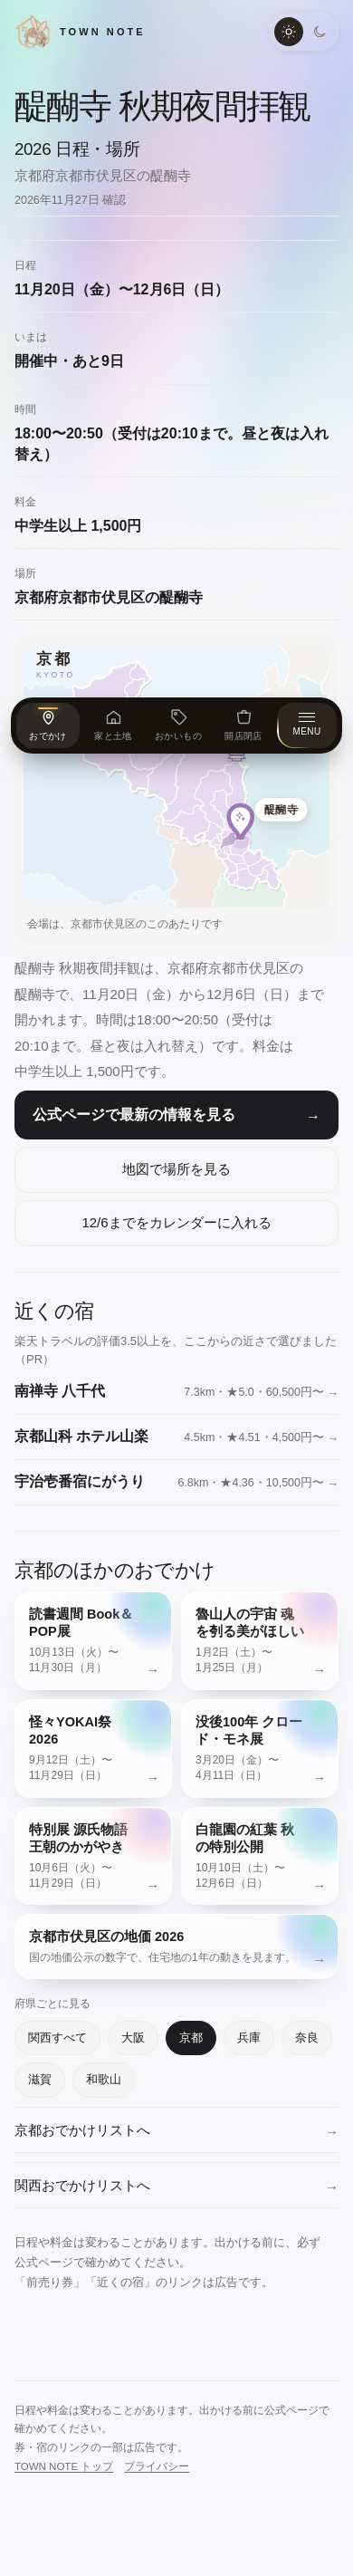 TOWN NOTE
醍醐寺 秋期夜間拝観
2026 日程・場所
京都府京都市伏見区の醍醐寺
2026年11月27日 確認
日程
11月20日（金）〜12月6日（日）
いまは
開催中・あと9日
時間
18:00〜20:50（受付は20:10まで。昼と夜は入れ
替え）
料金
中学生以上 1,500円
場所
京都府京都市伏見区の醍醐寺
京都
KYOTO
おでかけ
家と土地
おかいもの
開店閉店
MENU
醍醐寺
会場は、京都市伏見区のこのあたりです
醍醐寺 秋期夜間拝観は、京都府京都市伏見区の
醍醐寺で、11月20日（金）から12月6日（日）まで
開かれます。時間は18:00〜20:50（受付は
20:10まで。昼と夜は入れ替え）です。料金は
中学生以上 1,500円です。
公式ページで最新の情報を見る →
地図で場所を見る
12/6までをカレンダーに入れる
近くの宿
楽天トラベルの評価3.5以上を、ここからの近さで選びました
（PR）
南禅寺 八千代 7.3km・★5.0・60,500円〜 →
京都山科 ホテル山楽 4.5km・★4.51・4,500円〜 →
宇治壱番宿にがうり 6.8km・★4.36・10,500円〜 →
京都のほかのおでかけ
読書週間 Book＆
POP展
10月13日（火）〜
11月30日（月） →
魯山人の宇宙 魂
を刳る美がほしい
1月2日（土）〜
1月25日（月） →
怪々YOKAI祭
2026
9月12日（土）〜
11月29日（日） →
没後100年 クロー
ド・モネ展
3月20日（金）〜
4月11日（日） →
特別展 源氏物語
王朝のかがやき
10月6日（火）〜
11月29日（日） →
白龍園の紅葉 秋
の特別公開
10月10日（土）〜
12月6日（日） →
京都市伏見区の地価 2026
国の地価公示の数字で、住宅地の1年の動きを見ます。 →
府県ごとに見る
関西すべて
大阪
京都
兵庫
奈良
滋賀
和歌山
京都おでかけリストへ →
関西おでかけリストへ →
日程や料金は変わることがあります。出かける前に、必ず
公式ページで確かめてください。
「前売り券」「近くの宿」のリンクは広告です。
日程や料金は変わることがあります。出かける前に公式ページで
確かめてください。
券・宿のリンクの一部は広告です。
TOWN NOTE トップ プライバシー